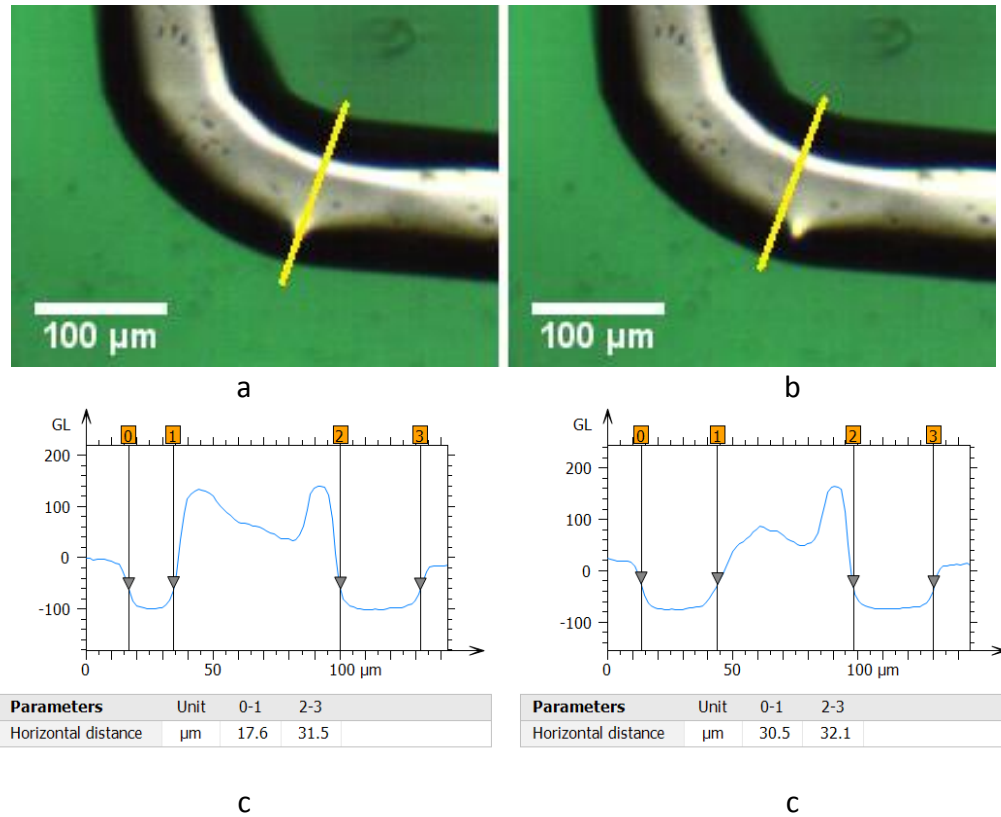 100 μm 100 μm
a b
GL 0 1 2 3
200
100
0
-100
0 50 100 μm
Parameters Unit 0-1 2-3
Horizontal distance μm 17.6 31.5
GL 0 1 2 3
200
100
0
-100
0 50 100 μm
Parameters Unit 0-1 2-3
Horizontal distance μm 30.5 32.1
c c